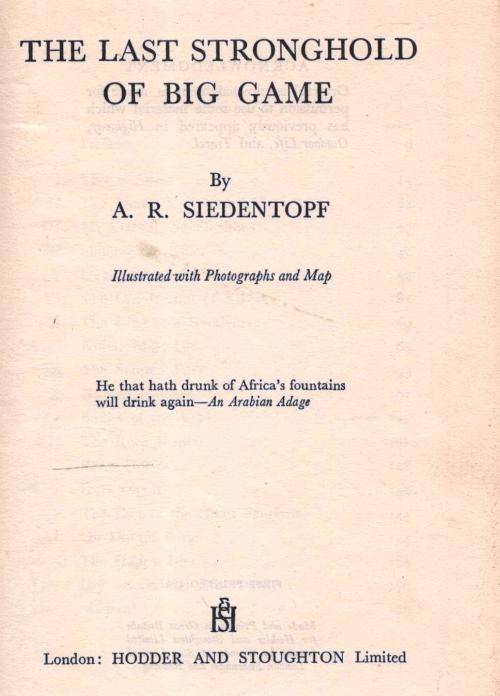 THE LAST STRONGHOLD
OF BIG GAME
By
A. R. SIEDENTOPF
Illustrated with Photographs and Map
He that hath drunk of Africa's fountains
will drink again—An Arabian Adage
London: HODDER AND STOUGHTON Limited